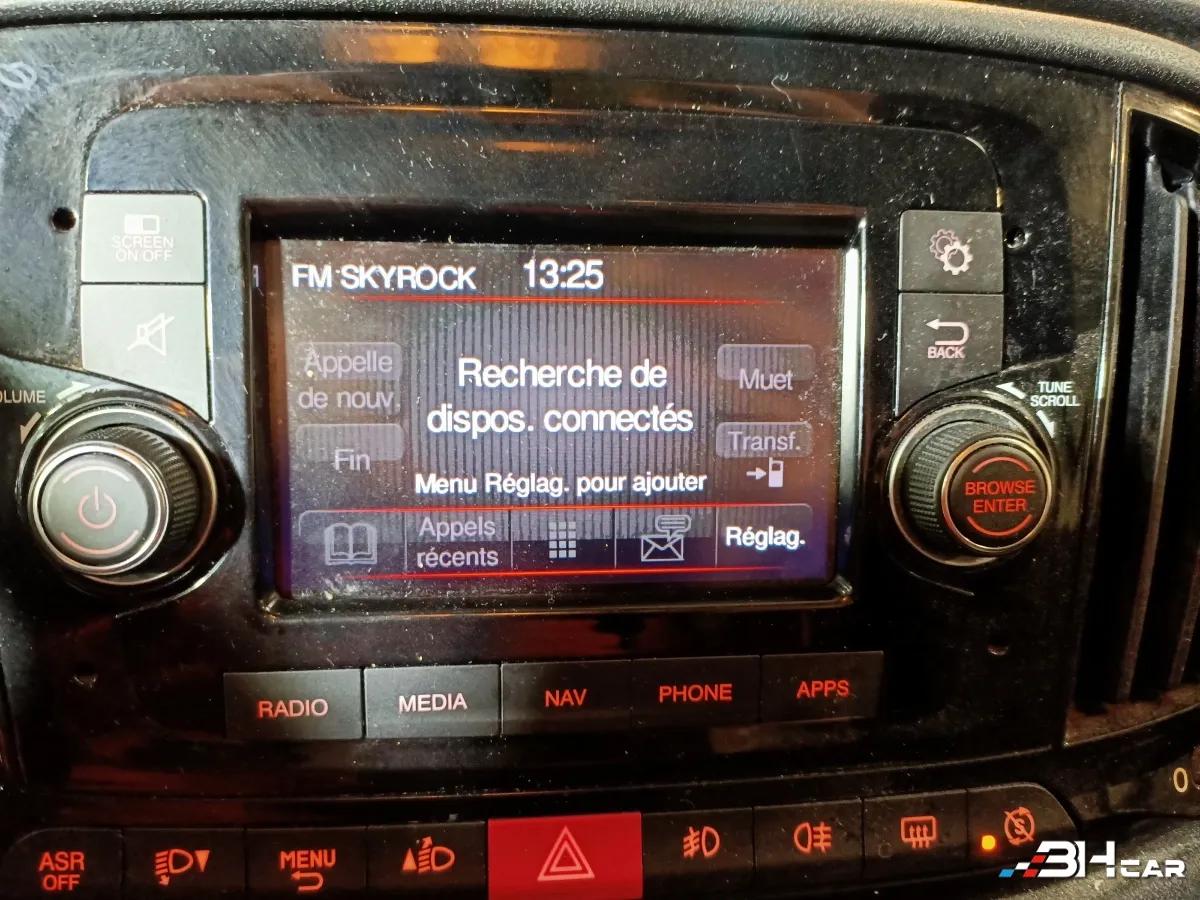 SCREEN
ON OFF
FM SKYROCK
13:25
Appelle
de nouv.
Recherche de
dispos. connectés
Muet
Fin
Transf.
Menu Réglag. pour ajouter
Appels
récents
Réglag.
BACK
TUNE
SCROLL
BROWSE
ENTER
RADIO
MEDIA
NAV
PHONE
APPS
ASR
OFF
MENU
0
BHCAR